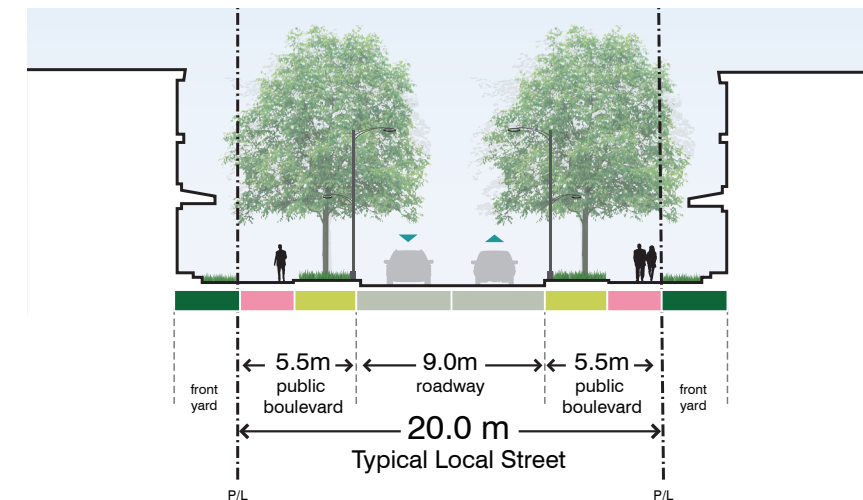 5.5m
public
boulevard
9.0m
roadway
5.5m
public
boulevard
front
yard
front
yard
20.0 m
Typical Local Street
P/L
P/L